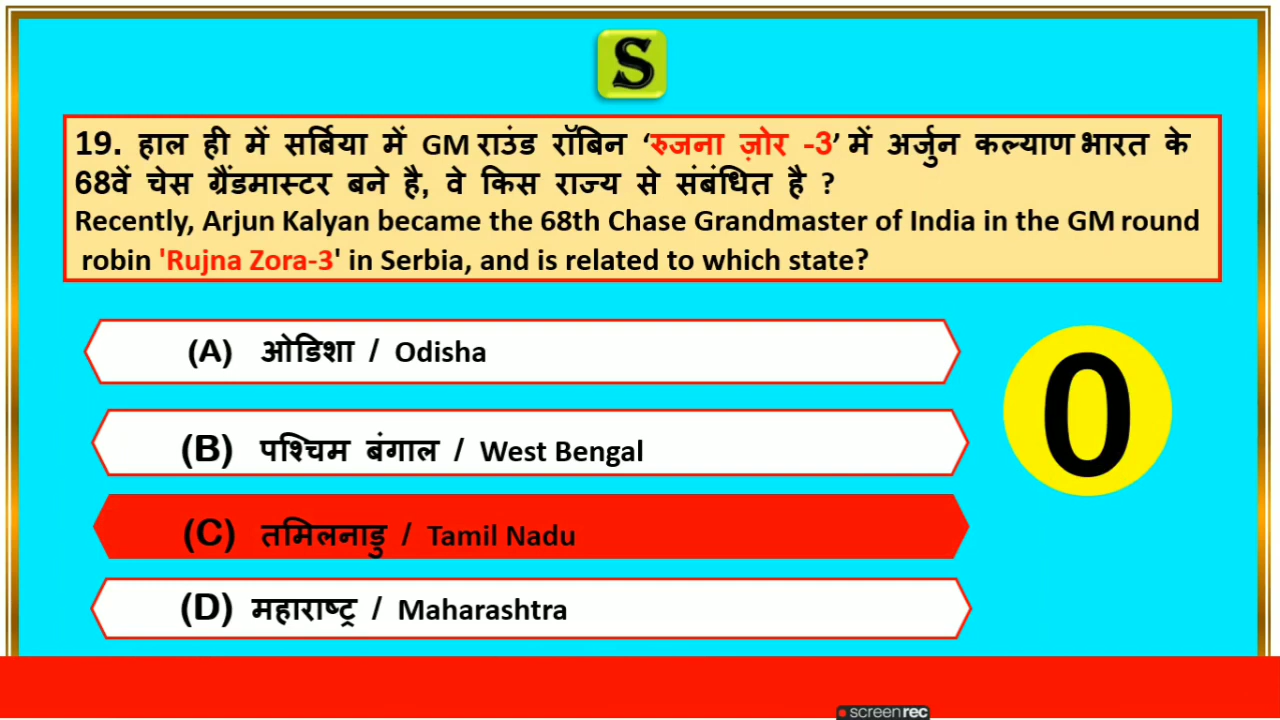 S
19. हाल ही में सर्बिया में GM राउंड रॉबिन ‘रुजना ज़ोर -3’ में अर्जुन कल्याण भारत के
68वें चेस ग्रैंडमास्टर बने है, वे किस राज्य से संबंधित है ?
Recently, Arjun Kalyan became the 68th Chase Grandmaster of India in the GM round
robin 'Rujna Zora-3' in Serbia, and is related to which state?
(A) ओडिशा / Odisha
(B) पश्चिम बंगाल / West Bengal
(C) तमिलनाडु / Tamil Nadu
(D) महाराष्ट्र / Maharashtra
0
screenrec